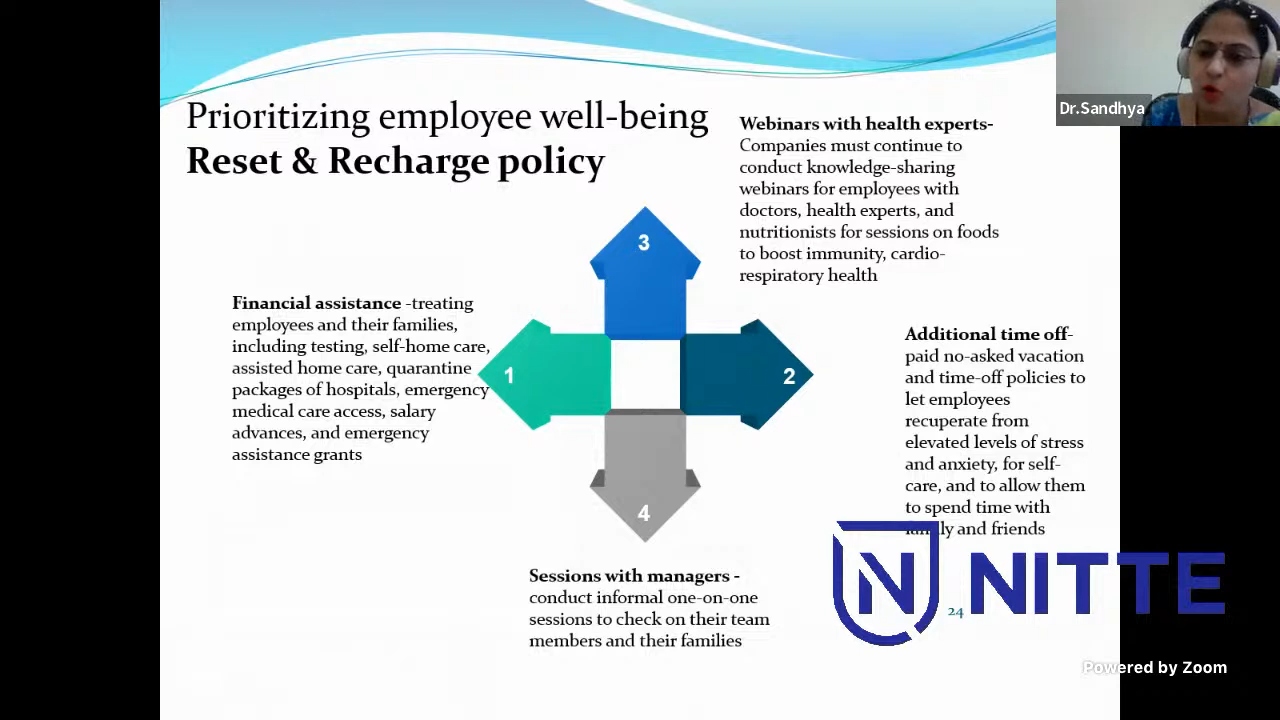 Dr.Sandhya
Prioritizing employee well-being
Reset & Recharge policy
Webinars with health experts-
Companies must continue to
conduct knowledge-sharing
webinars for employees with
doctors, health experts, and
nutritionists for sessions on foods
to boost immunity, cardio-
respiratory health
3
Financial assistance -treating
employees and their families,
including testing, self-home care,
assisted home care, quarantine
packages of hospitals, emergency
medical care access, salary
advances, and emergency
assistance grants
1
2
Additional time off-
paid no-asked vacation
and time-off policies to
let employees
recuperate from
elevated levels of stress
and anxiety, for self-
care, and to allow them
to spend time with
family and friends
4
Sessions with managers -
conduct informal one-on-one
sessions to check on their team
members and their families
N NITTE
24
Powered by Zoom